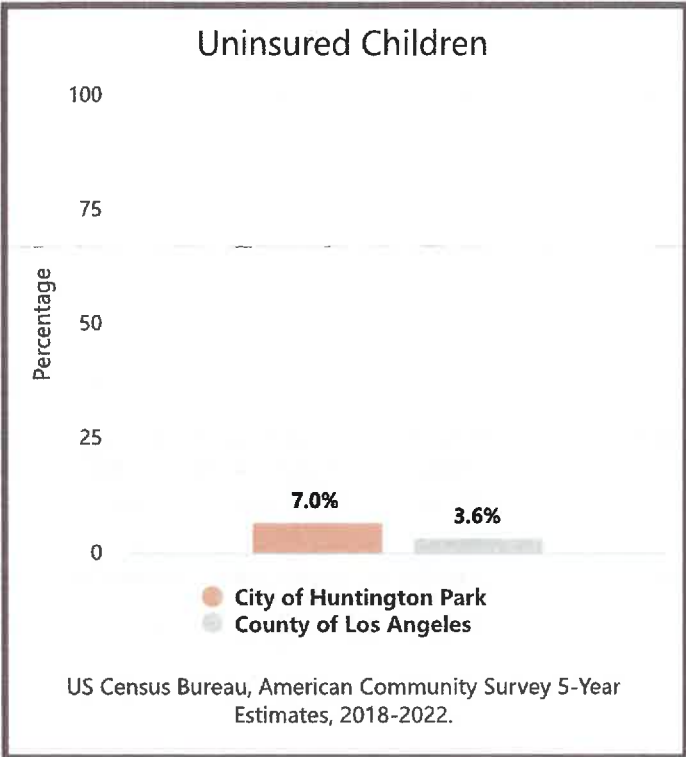 Uninsured Children
100
75
Percentage
50
25
7.0%
3.6%
0
City of Huntington Park
County of Los Angeles
US Census Bureau, American Community Survey 5-Year
Estimates, 2018-2022.